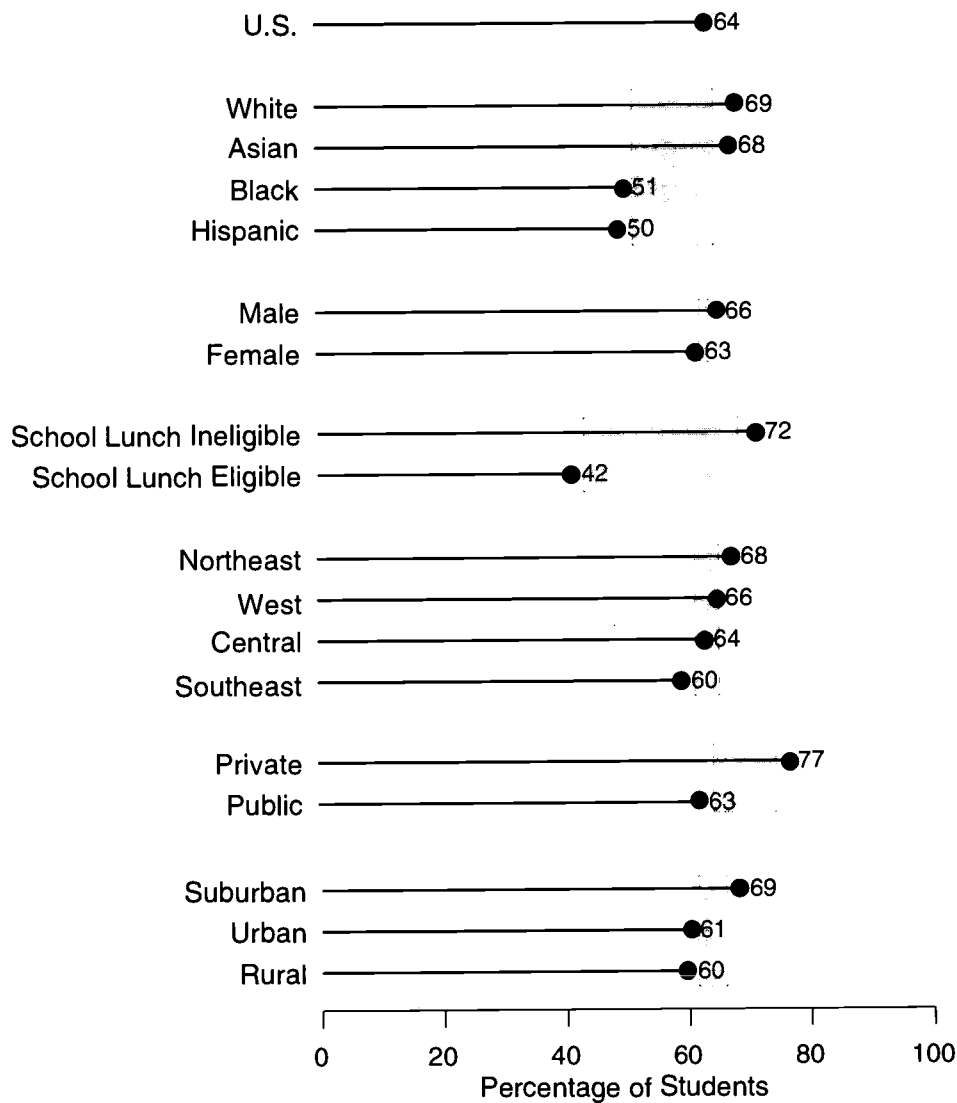 U.S. 64
White 69
Asian 68
Black 51
Hispanic 50
Male 66
Female 63
School Lunch Ineligible 72
School Lunch Eligible 42
Northeast 68
West 66
Central 64
Southeast 60
Private 77
Public 63
Suburban 69
Urban 61
Rural 60
0 20 40 60 80 100
Percentage of Students